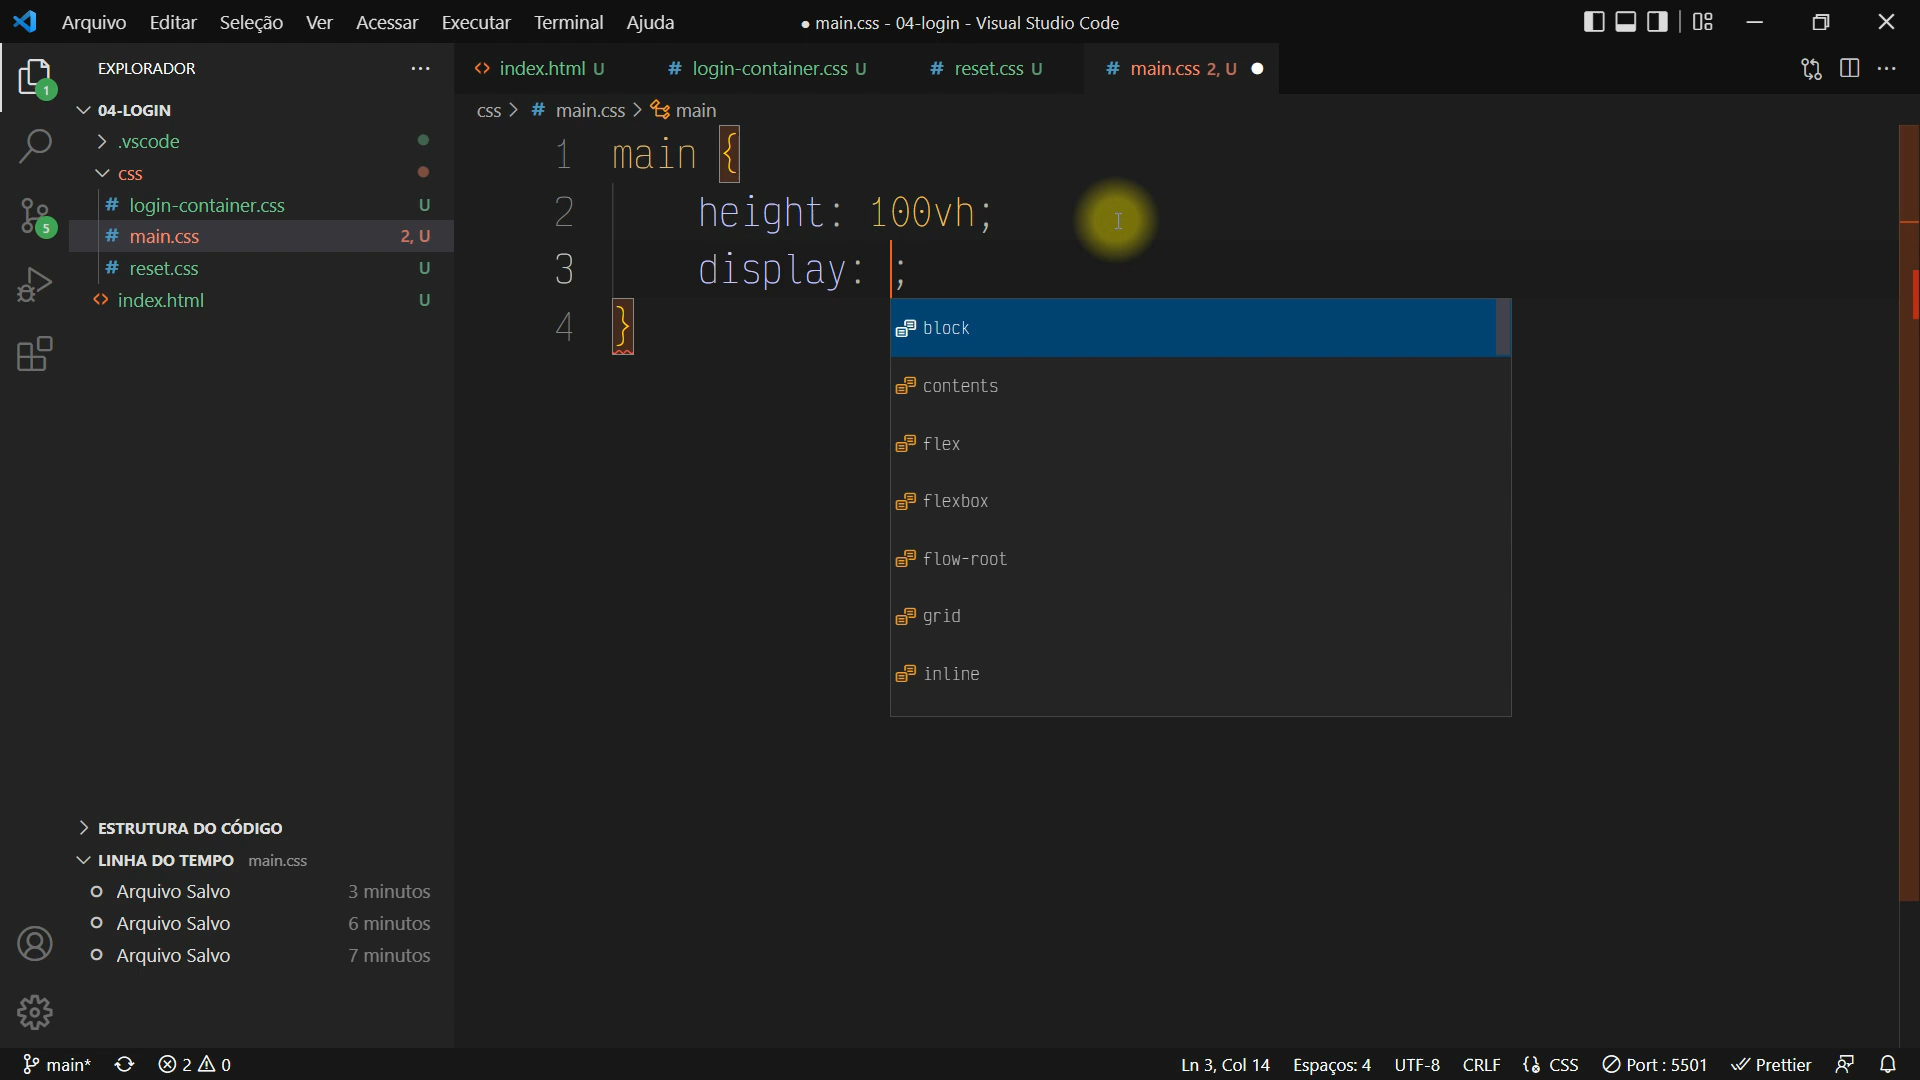 Arquivo Editar Seleção Ver Acessar Executar Terminal Ajuda
● main.css - 04-login - Visual Studio Code
EXPLORADOR
1
04-LOGIN
.vscode
css
# login-container.css U
# main.css 2, U
# reset.css U
<> index.html U
5
<> index.html U
# login-container.css U
# reset.css U
# main.css 2, U ●
css > # main.css > main
1 main {
2 height: 100vh;
3 display: ;
4 }
block
contents
flex
flexbox
flow-root
grid
inline
ESTRUTURA DO CÓDIGO
LINHA DO TEMPO main.css
Arquivo Salvo 3 minutos
Arquivo Salvo 6 minutos
Arquivo Salvo 7 minutos
main* 2 0 Ln 3, Col 14 Espaços: 4 UTF-8 CRLF CSS Port : 5501 Prettier